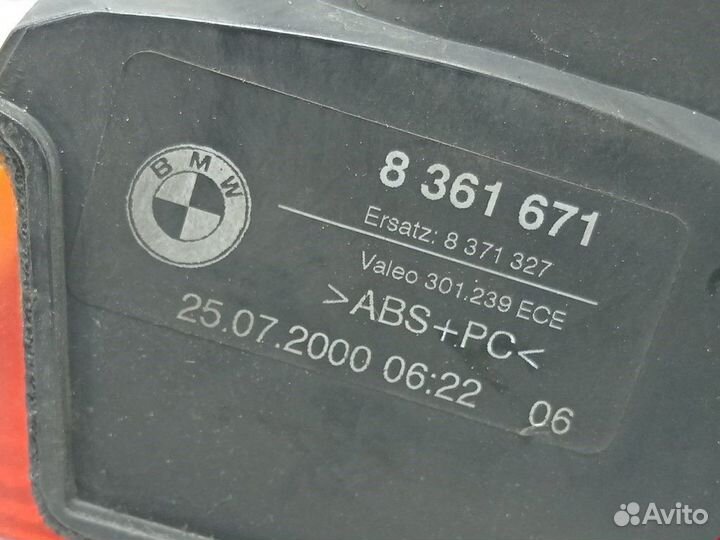 BMW
8 361 671
Ersatz: 8 371 327
Valeo 301.239 ECE
>ABS+PC<
25.07.2000 06:22 06
Avito